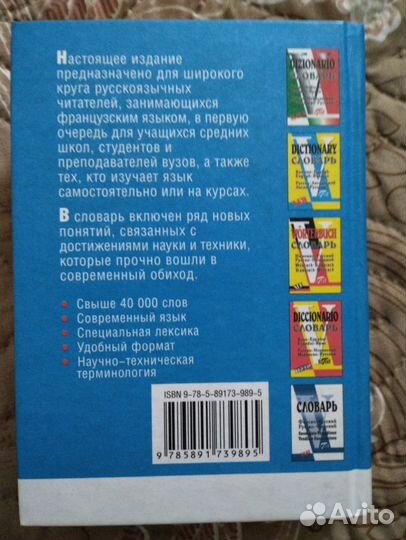 Настоящее издание
предназначено для широкого
круга русскоязычных
читателей, занимающихся
французским языком, в первую
очередь для учащихся средних
школ, студентов и
преподавателей вузов, а также
тех, кто изучает язык
самостоятельно или на курсах.
В словарь включен ряд новых
понятий, связанных с
достижениями науки и техники,
которые прочно вошли в
современный обиход.
Свыше 40 000 слов
Современный язык
Специальная лексика
Удобный формат
Научно-техническая
терминология
ISBN 9-78-5-89173-989-5
9 785891 739895
DIZIONARIO
СЛОВАРЬ
DICTIONARY
СЛОВАРЬ
WÖRTERBUCH
СЛОВАРЬ
DICCIONARIO
СЛОВАРЬ
СЛОВАРЬ
Avito